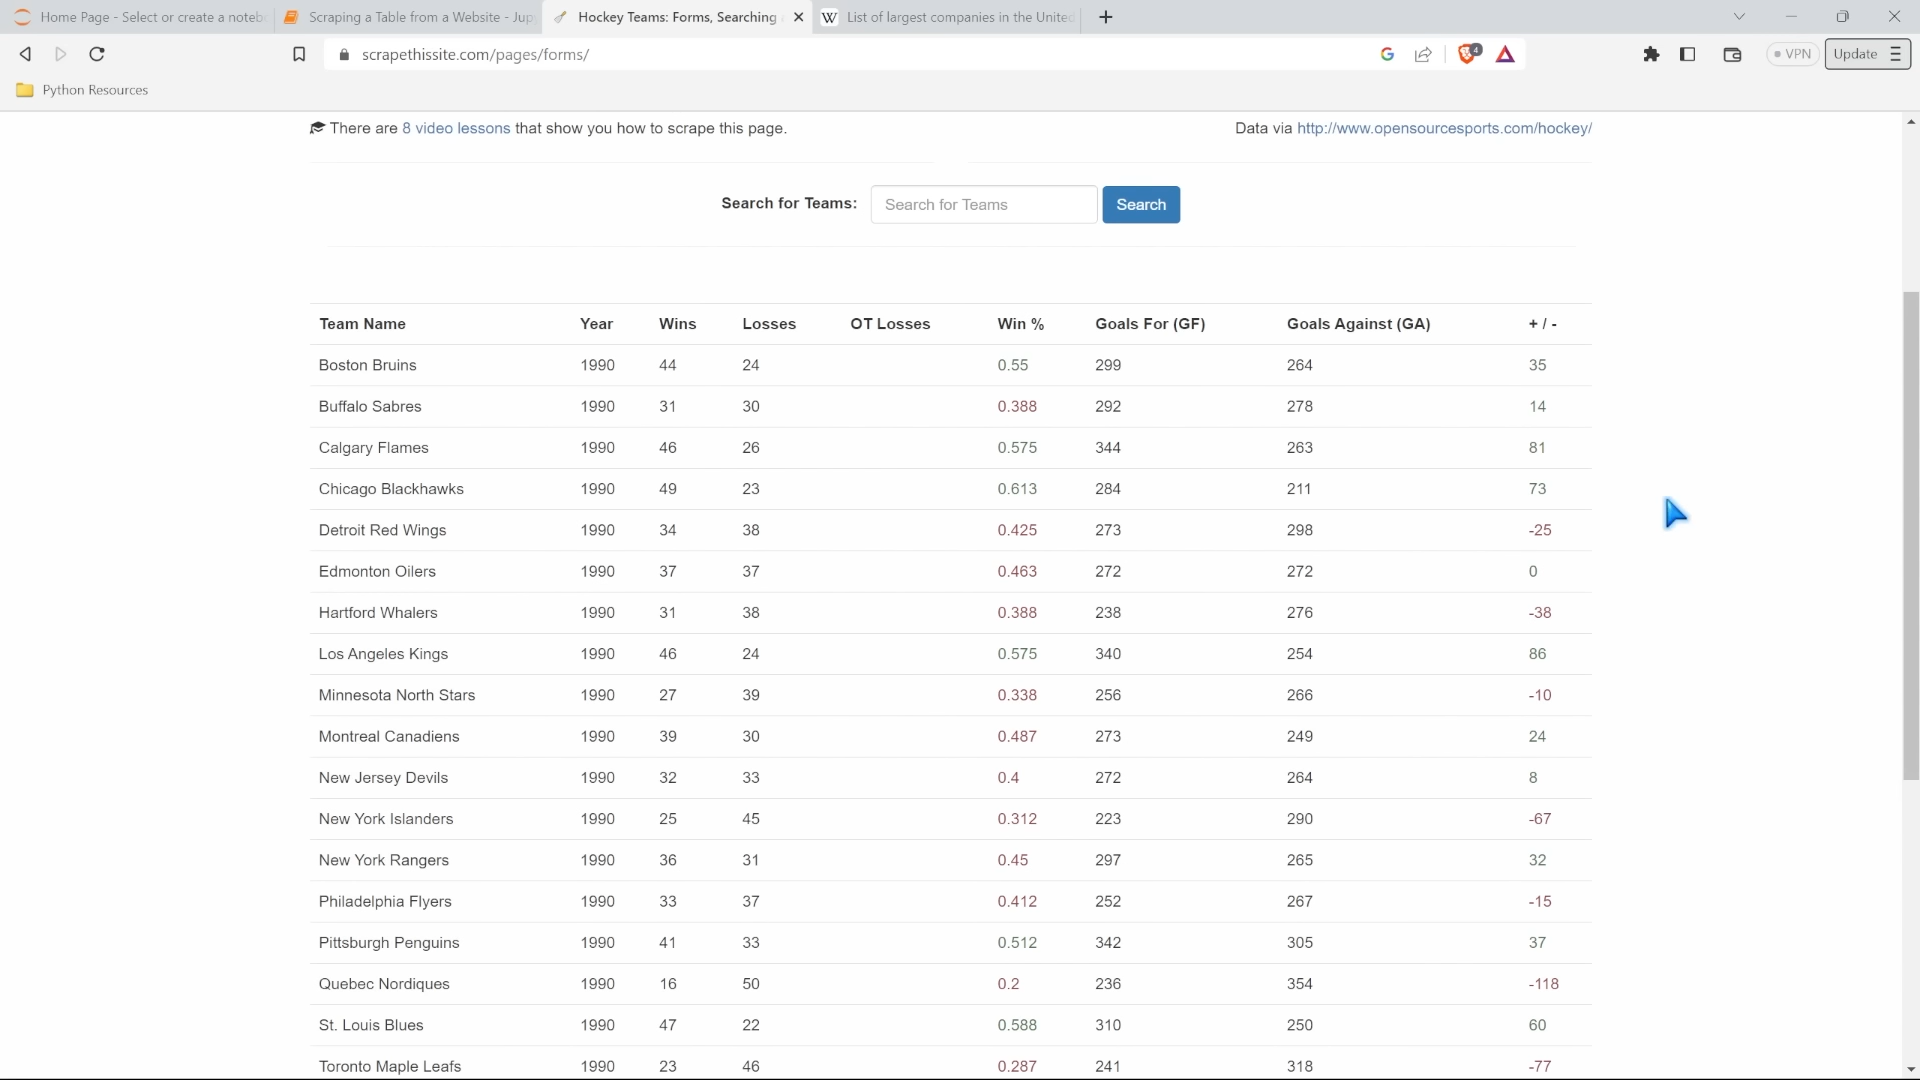 Home Page - Select or create a noteb
Scraping a Table from a Website - Jup
Hockey Teams: Forms, Searching
W List of largest companies in the United
scrapethissite.com/pages/forms/
4
VPN
Update
Python Resources
There are 8 video lessons that show you how to scrape this page.
Data via http://www.opensourcesports.com/hockey/
Search for Teams: Search for Teams Search
Team Name Year Wins Losses OT Losses Win % Goals For (GF) Goals Against (GA) + / -
Boston Bruins 1990 44 24 0.55 299 264 35
Buffalo Sabres 1990 31 30 0.388 292 278 14
Calgary Flames 1990 46 26 0.575 344 263 81
Chicago Blackhawks 1990 49 23 0.613 284 211 73
Detroit Red Wings 1990 34 38 0.425 273 298 -25
Edmonton Oilers 1990 37 37 0.463 272 272 0
Hartford Whalers 1990 31 38 0.388 238 276 -38
Los Angeles Kings 1990 46 24 0.575 340 254 86
Minnesota North Stars 1990 27 39 0.338 256 266 -10
Montreal Canadiens 1990 39 30 0.487 273 249 24
New Jersey Devils 1990 32 33 0.4 272 264 8
New York Islanders 1990 25 45 0.312 223 290 -67
New York Rangers 1990 36 31 0.45 297 265 32
Philadelphia Flyers 1990 33 37 0.412 252 267 -15
Pittsburgh Penguins 1990 41 33 0.512 342 305 37
Quebec Nordiques 1990 16 50 0.2 236 354 -118
St. Louis Blues 1990 47 22 0.588 310 250 60
Toronto Maple Leafs 1990 23 46 0.287 241 318 -77